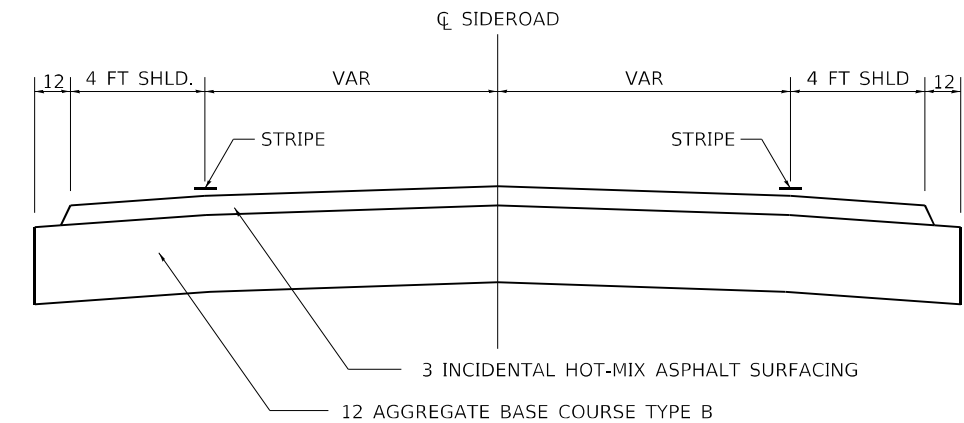 ℄ SIDEROAD
12 4 FT SHLD. VAR VAR 4 FT SHLD 12
STRIPE STRIPE
3 INCIDENTAL HOT-MIX ASPHALT SURFACING
12 AGGREGATE BASE COURSE TYPE B